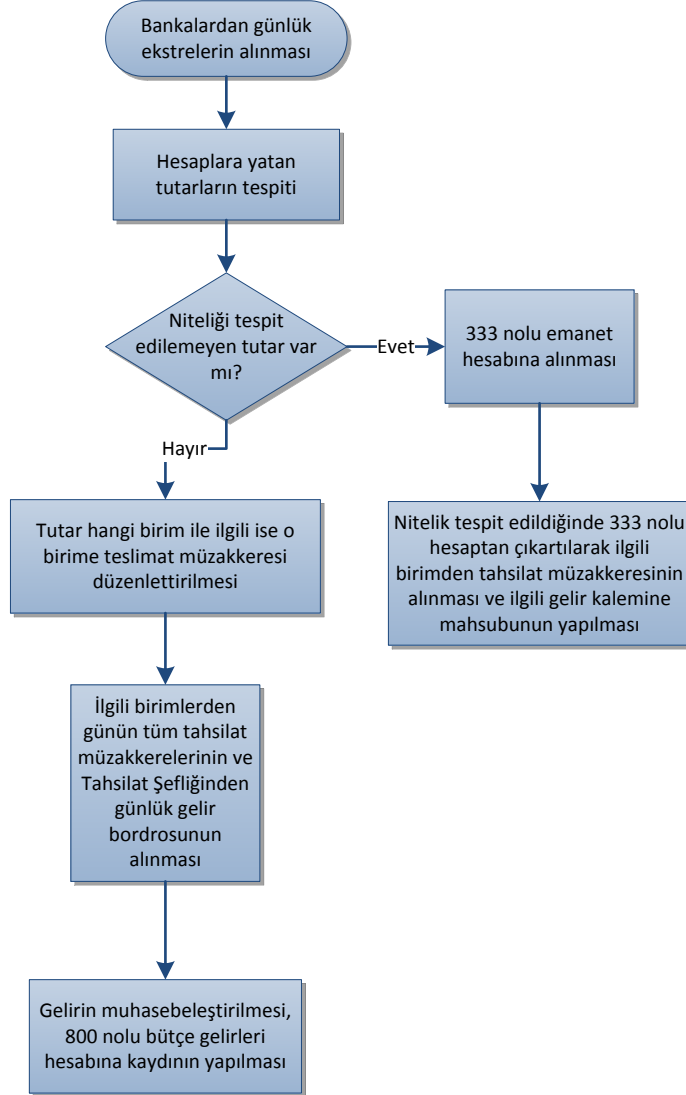 Bankalardan günlük
ekstrelerin alınması
Hesaplara yatan
tutarların tespiti
Niteliği tespit
edilemeyen tutar var
mı?
Evet
333 nolu emanet
hesabına alınması
Hayır
Tutar hangi birim ile ilgili ise o
birime teslimat müzakkeresi
düzenlettirilmesi
Nitelik tespit edildiğinde 333 nolu
hesaptan çıkartılarak ilgili
birimden tahsilat müzakkeresinin
alınması ve ilgili gelir kalemine
mahsubunun yapılması
İlgili birimlerden
günün tüm tahsilat
müzakkerelerinin ve
Tahsilat Şefliğinden
günlük gelir
bordrosunun
alınması
Gelirin muhasebeleştirilmesi,
800 nolu bütçe gelirleri
hesabına kaydının yapılması